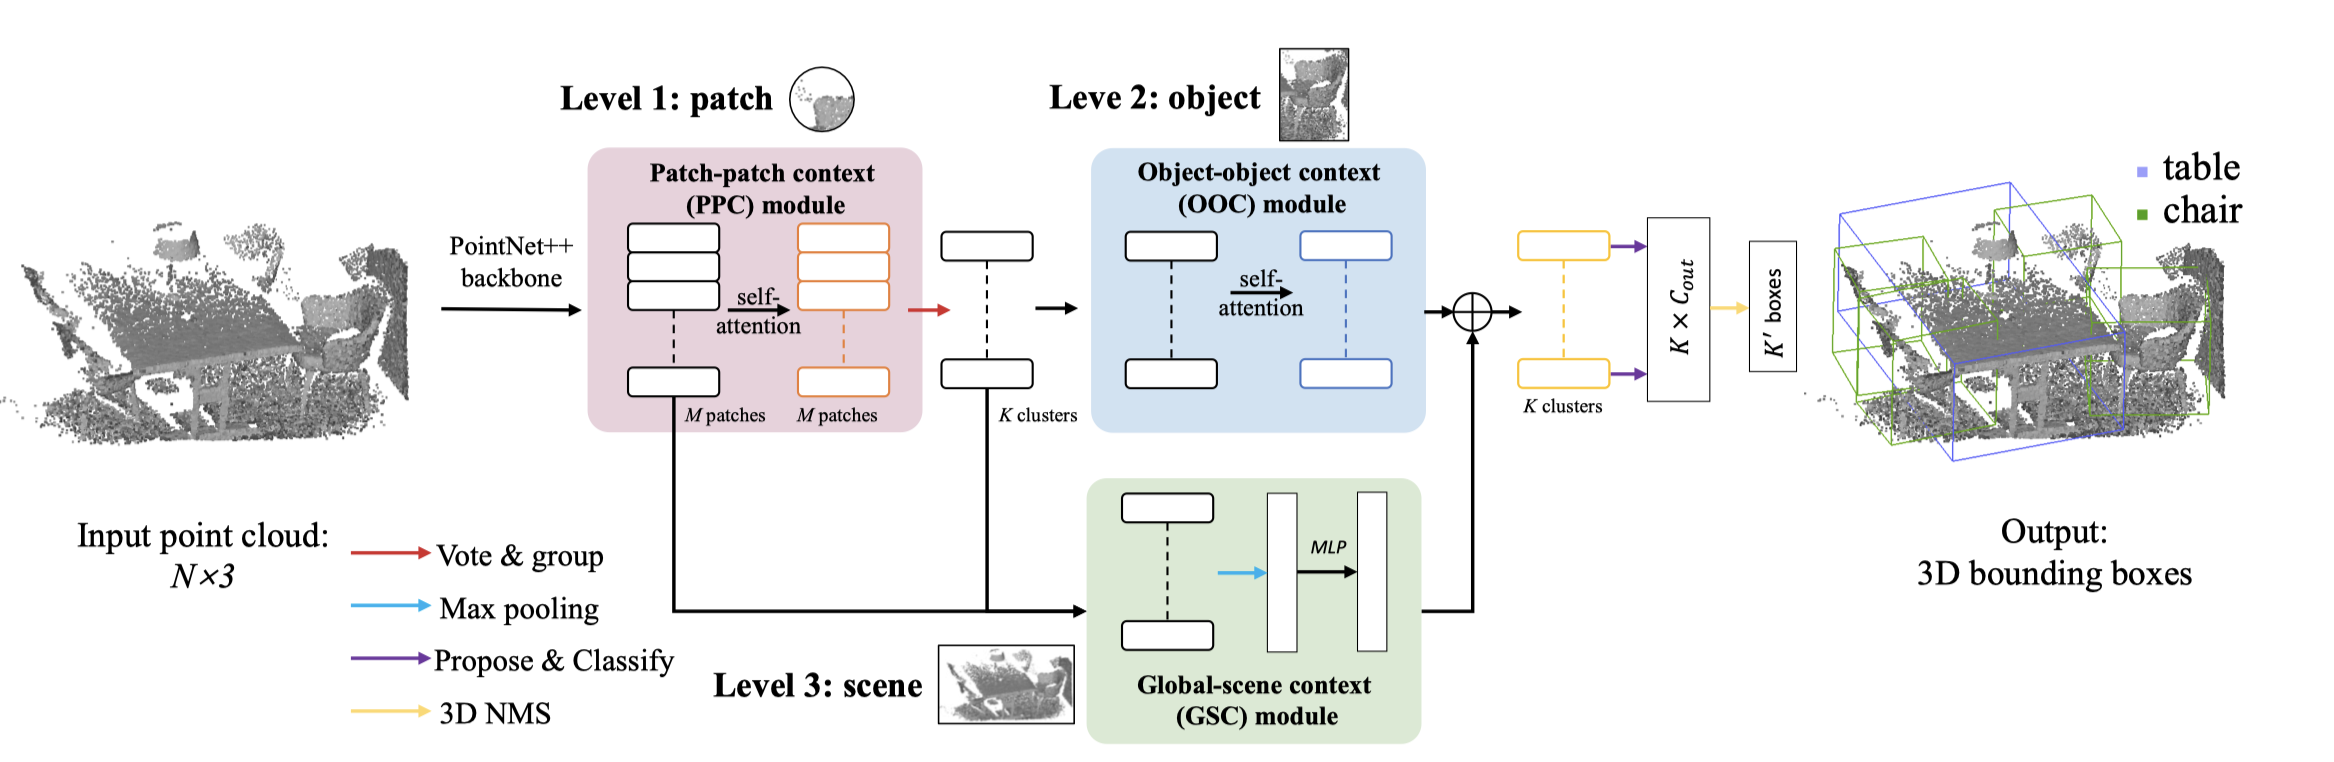 Level 1: patch
Leve 2: object
Patch-patch context
(PPC) module
Object-object context
(OOC) module
table
chair
PointNet++
backbone
self-
attention
self-
attention
M patches
M patches
K clusters
K clusters
K × Cout
K' boxes
Input point cloud:
N×3
Vote & group
Max pooling
Propose & Classify
3D NMS
MLP
Level 3: scene
Global-scene context
(GSC) module
Output:
3D bounding boxes